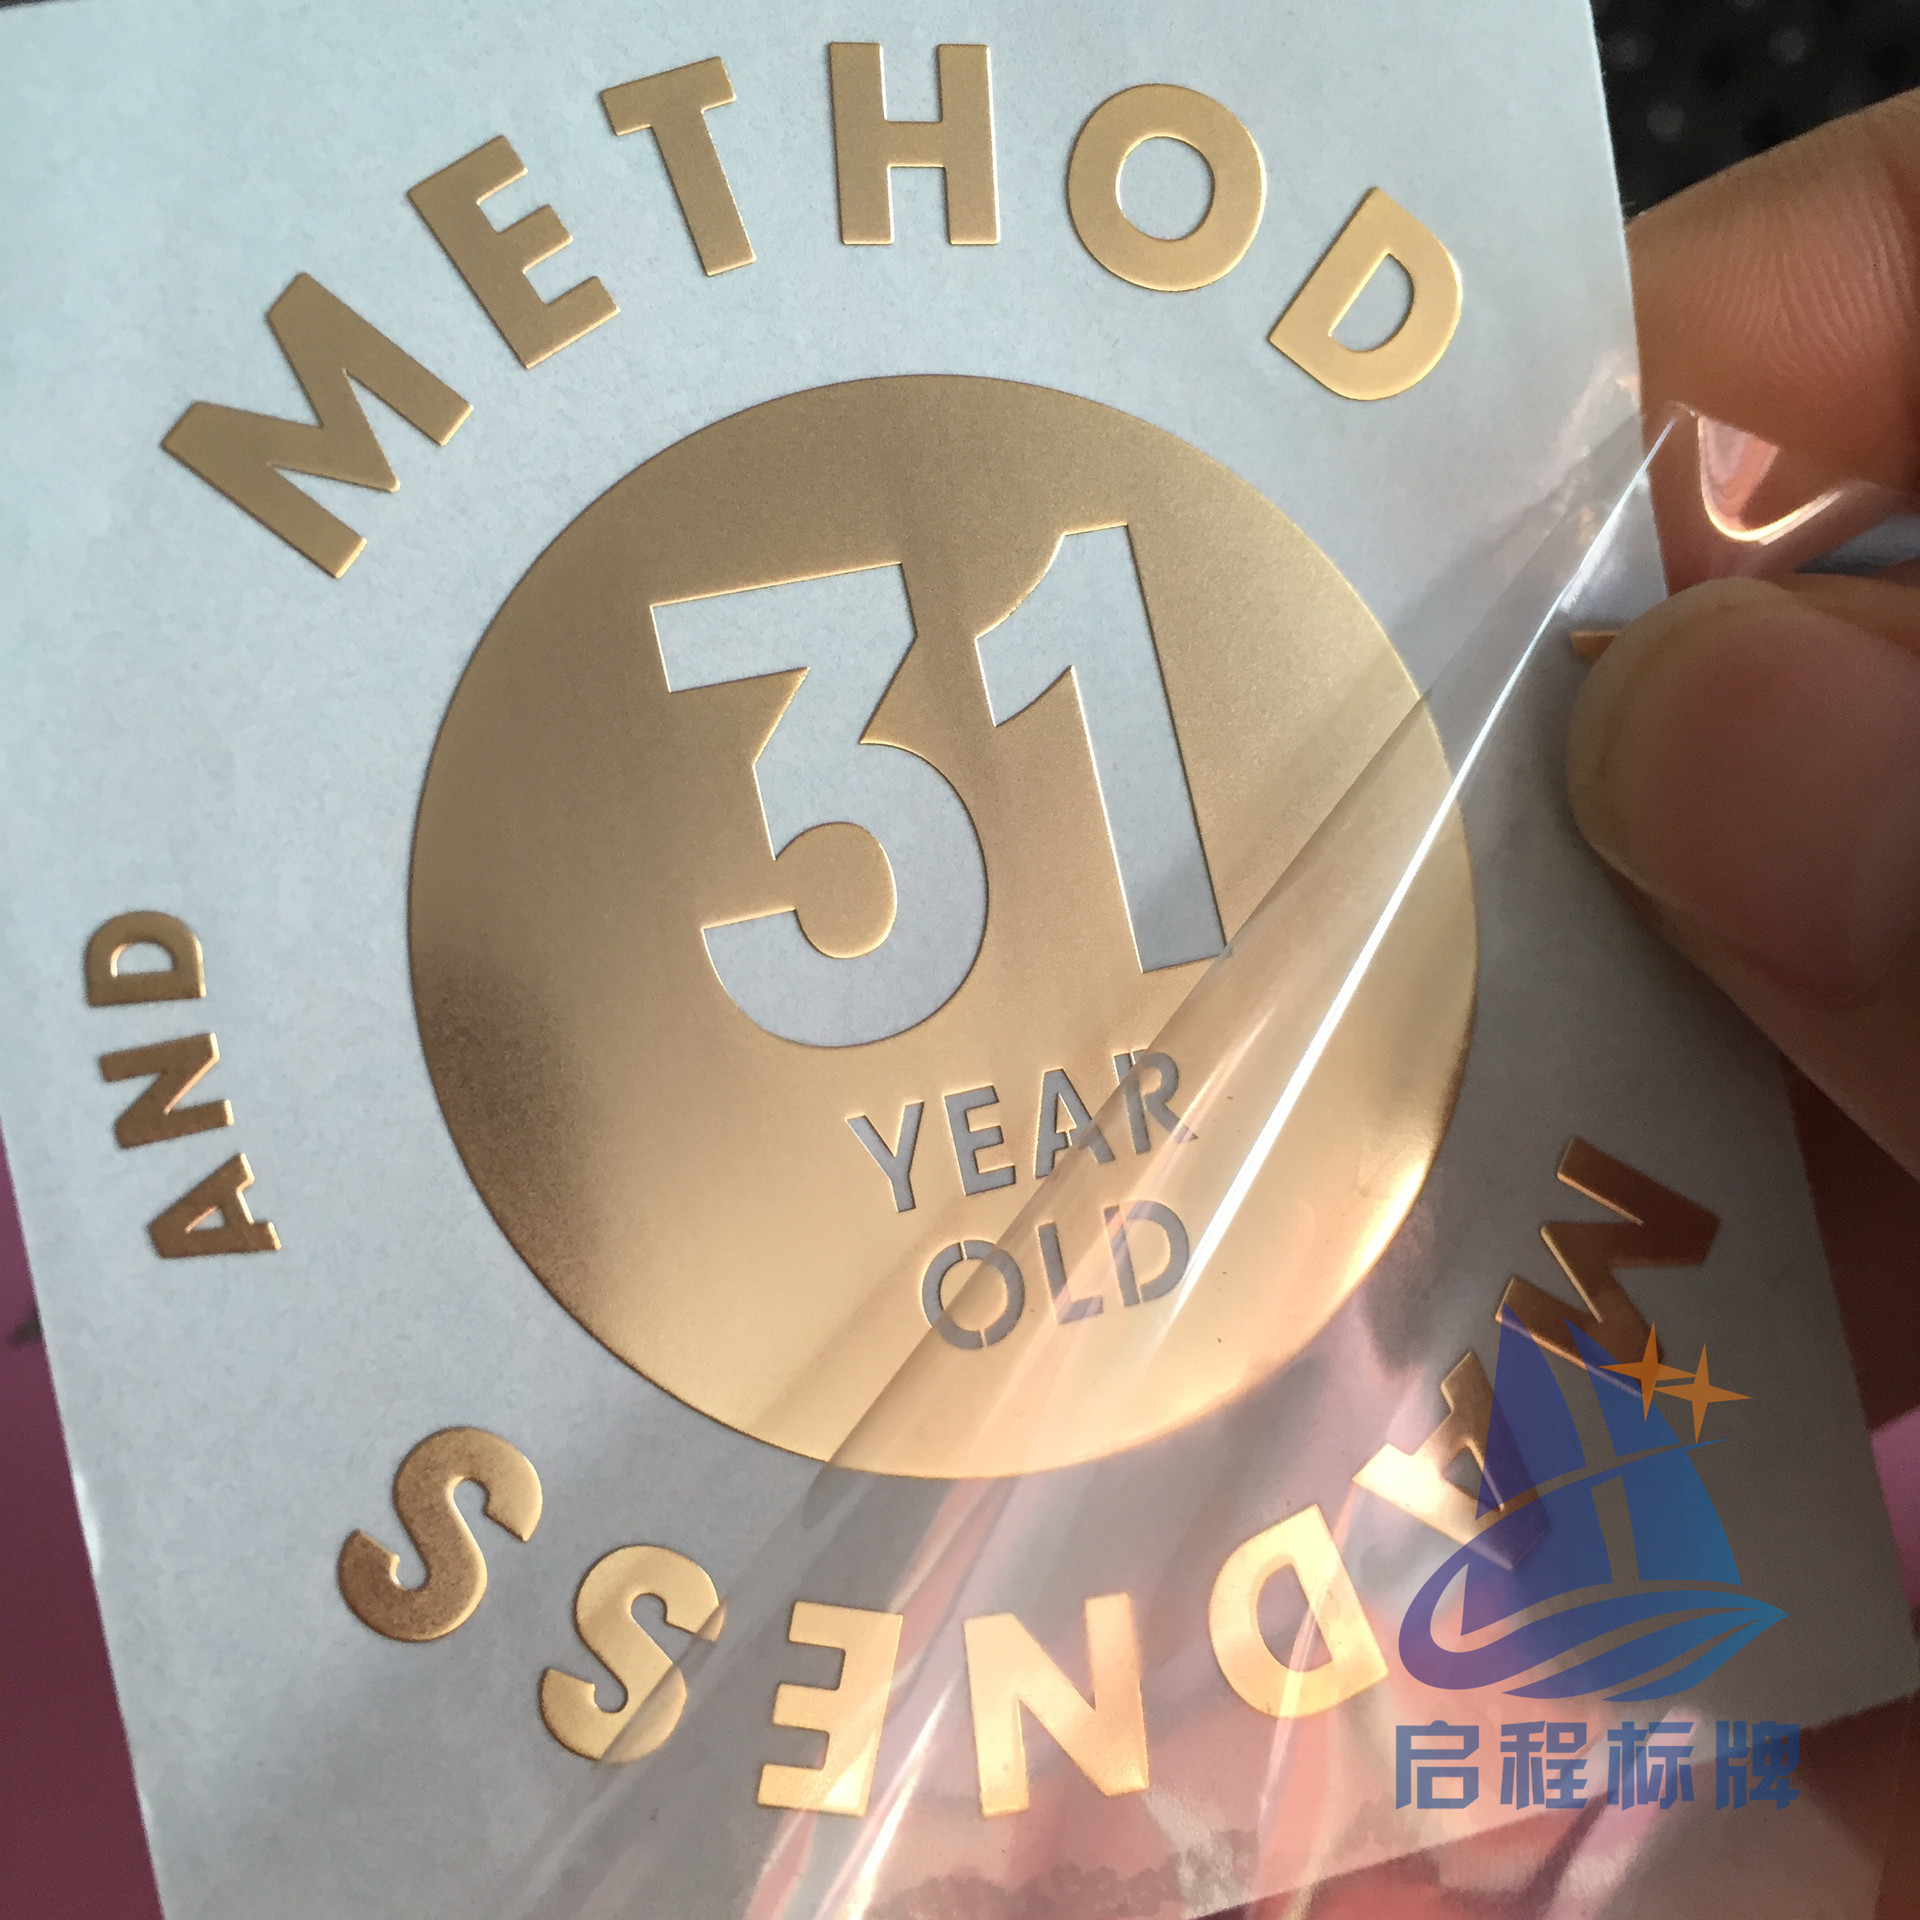 METHOD
AND
MADNESS
31
YEAR
OLD
启程标牌